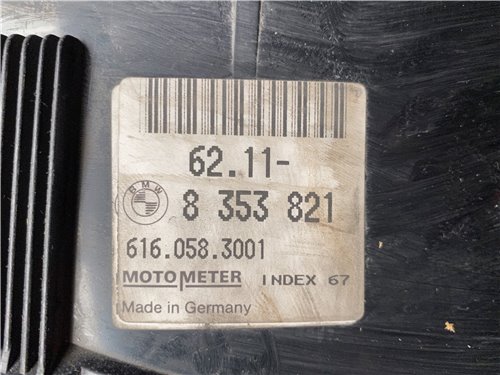 62.11-
BMW
8 353 821
616.058.3001
MOTOMETER INDEX 67
Made in Germany